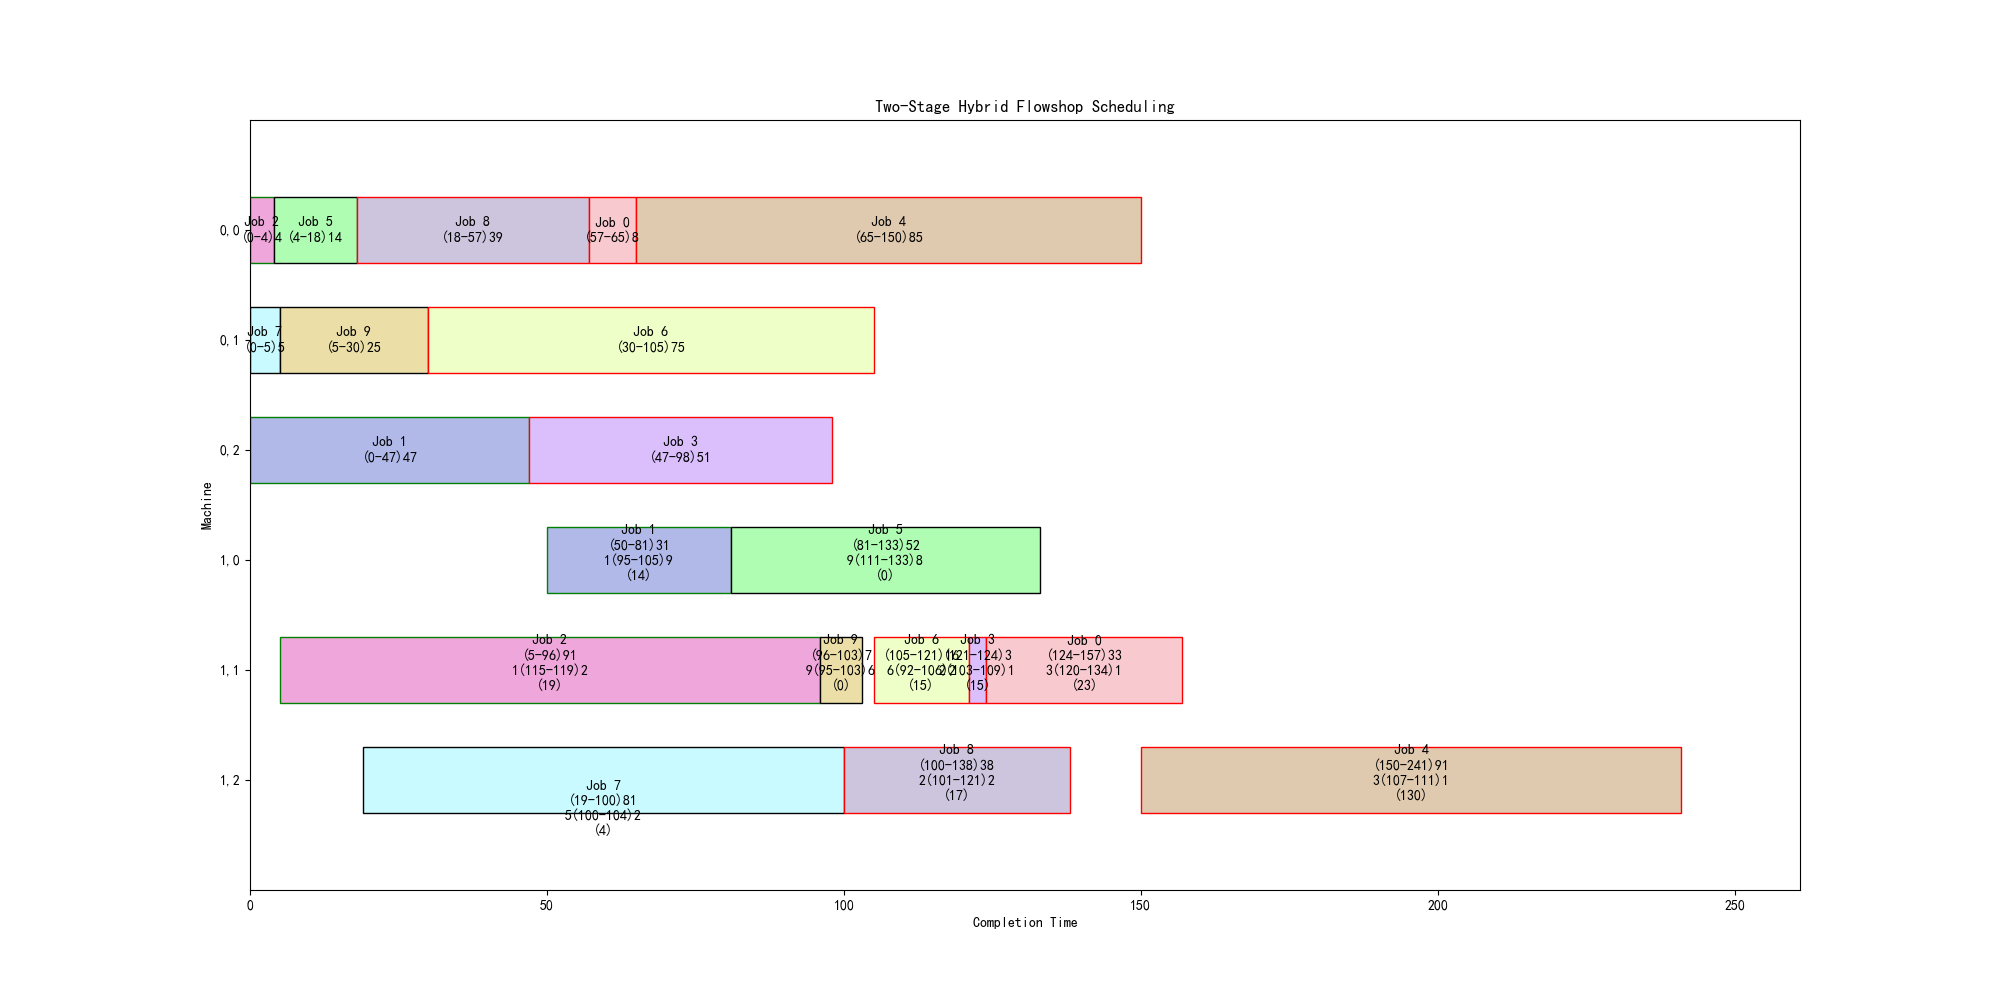 Two-Stage Hybrid Flowshop Scheduling
0,0
Job 2
(0-4)4
Job 5
(4-18)14
Job 8
(18-57)39
Job 0
(57-65)8
Job 4
(65-150)85
0,1
Job 7
(0-5)5
Job 9
(5-30)25
Job 6
(30-105)75
0,2
Job 1
(0-47)47
Job 3
(47-98)51
Machine
1,0
Job 1
(50-81)31
1(95-105)9
(14)
Job 5
(81-133)52
9(111-133)8
(0)
1,1
Job 2
(5-96)91
1(115-119)2
(19)
Job 9
(96-103)7
9(95-103)6
(0)
Job 6
(105-121)16
6(92-106)2
(15)
Job 3
(121-124)3
(15)
Job 0
(124-157)33
3(120-134)1
(23)
1,2
Job 7
(19-100)81
5(100-104)2
(4)
Job 8
(100-138)38
2(101-121)2
(17)
Job 4
(150-241)91
3(107-111)1
(130)
0
50
100
150
200
250
Completion Time